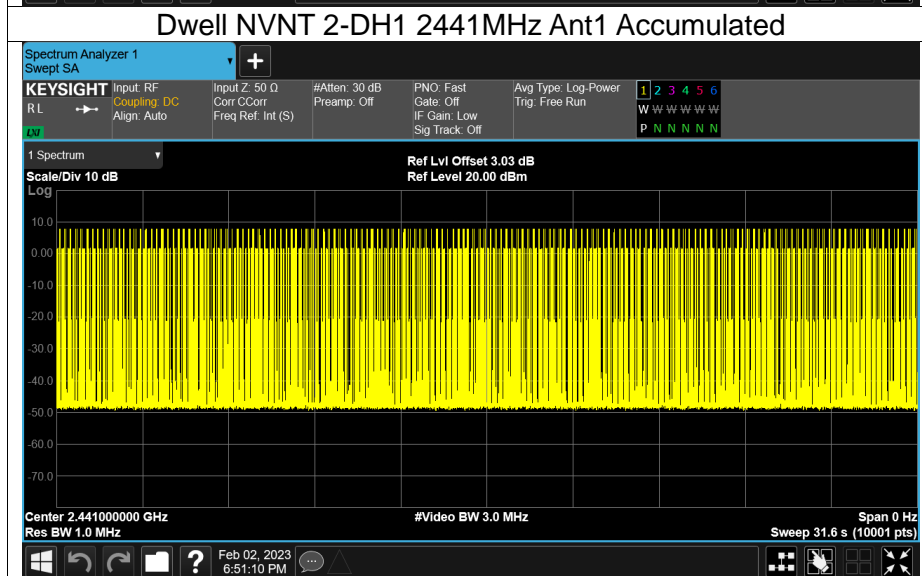 Dwell NVNT 2-DH1 2441MHz Ant1 Accumulated
Spectrum Analyzer 1
Swept SA
+
KEYSIGHT
RL
LXI
Input: RF
Coupling: DC
Align: Auto
Input Z: 50 Ω
Corr CCorr
Freq Ref: Int (S)
#Atten: 30 dB
Preamp: Off
PNO: Fast
Gate: Off
IF Gain: Low
Sig Track: Off
Avg Type: Log-Power
Trig: Free Run
1 2 3 4 5 6
W W W W W W
P N N N N N
1 Spectrum
Scale/Div 10 dB
Ref Lvl Offset 3.03 dB
Ref Level 20.00 dBm
Log
10.0
0.00
-10.0
-20.0
-30.0
-40.0
-50.0
-60.0
-70.0
Center 2.441000000 GHz
#Video BW 3.0 MHz
Span 0 Hz
Res BW 1.0 MHz
Sweep 31.6 s (10001 pts)
?
Feb 02, 2023
6:51:10 PM